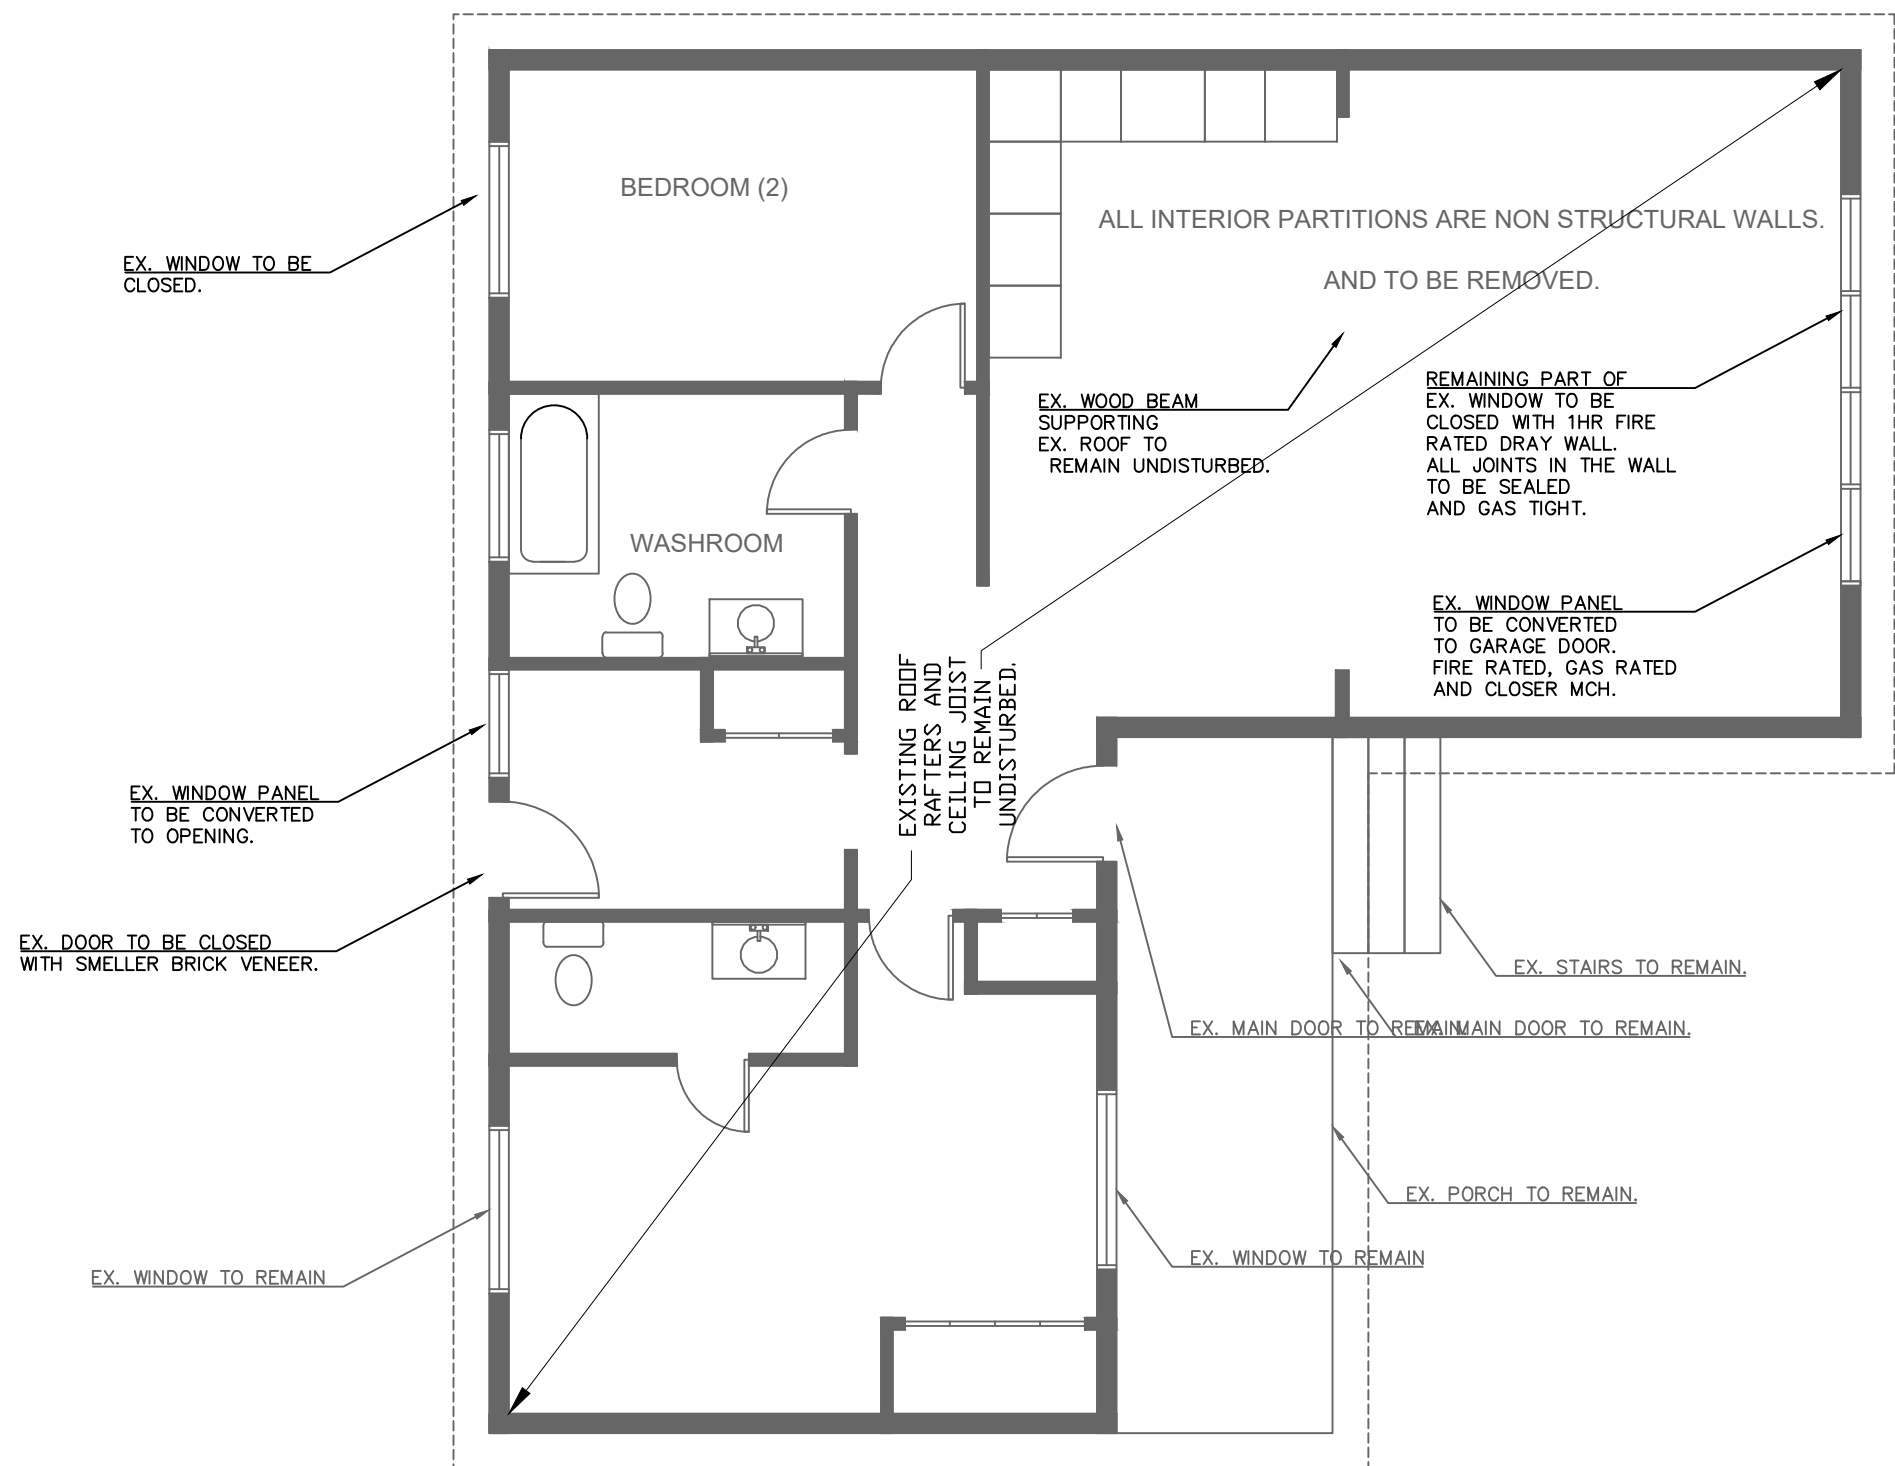 BEDROOM (2)
ALL INTERIOR PARTITIONS ARE NON STRUCTURAL WALLS.
AND TO BE REMOVED.
EX. WINDOW TO BE
CLOSED.
EX. WOOD BEAM
SUPPORTING
EX. ROOF TO
REMAIN UNDISTURBED.
REMAINING PART OF
EX. WINDOW TO BE
CLOSED WITH 1HR FIRE
RATED DRAY WALL.
ALL JOINTS IN THE WALL
TO BE SEALED
AND GAS TIGHT.
WASHROOM
EX. WINDOW PANEL
TO BE CONVERTED
TO GARAGE DOOR.
FIRE RATED, GAS RATED
AND CLOSER MCH.
EXISTING ROOF
RAFTERS AND
CEILING JOIST
TO REMAIN
UNDISTURBED.
EX. WINDOW PANEL
TO BE CONVERTED
TO OPENING.
EX. DOOR TO BE CLOSED
WITH SMELLER BRICK VENEER.
EX. STAIRS TO REMAIN.
EX. MAIN DOOR TO REMAIN.
EX. MAIN DOOR TO REMAIN.
EX. PORCH TO REMAIN.
EX. WINDOW TO REMAIN
EX. WINDOW TO REMAIN